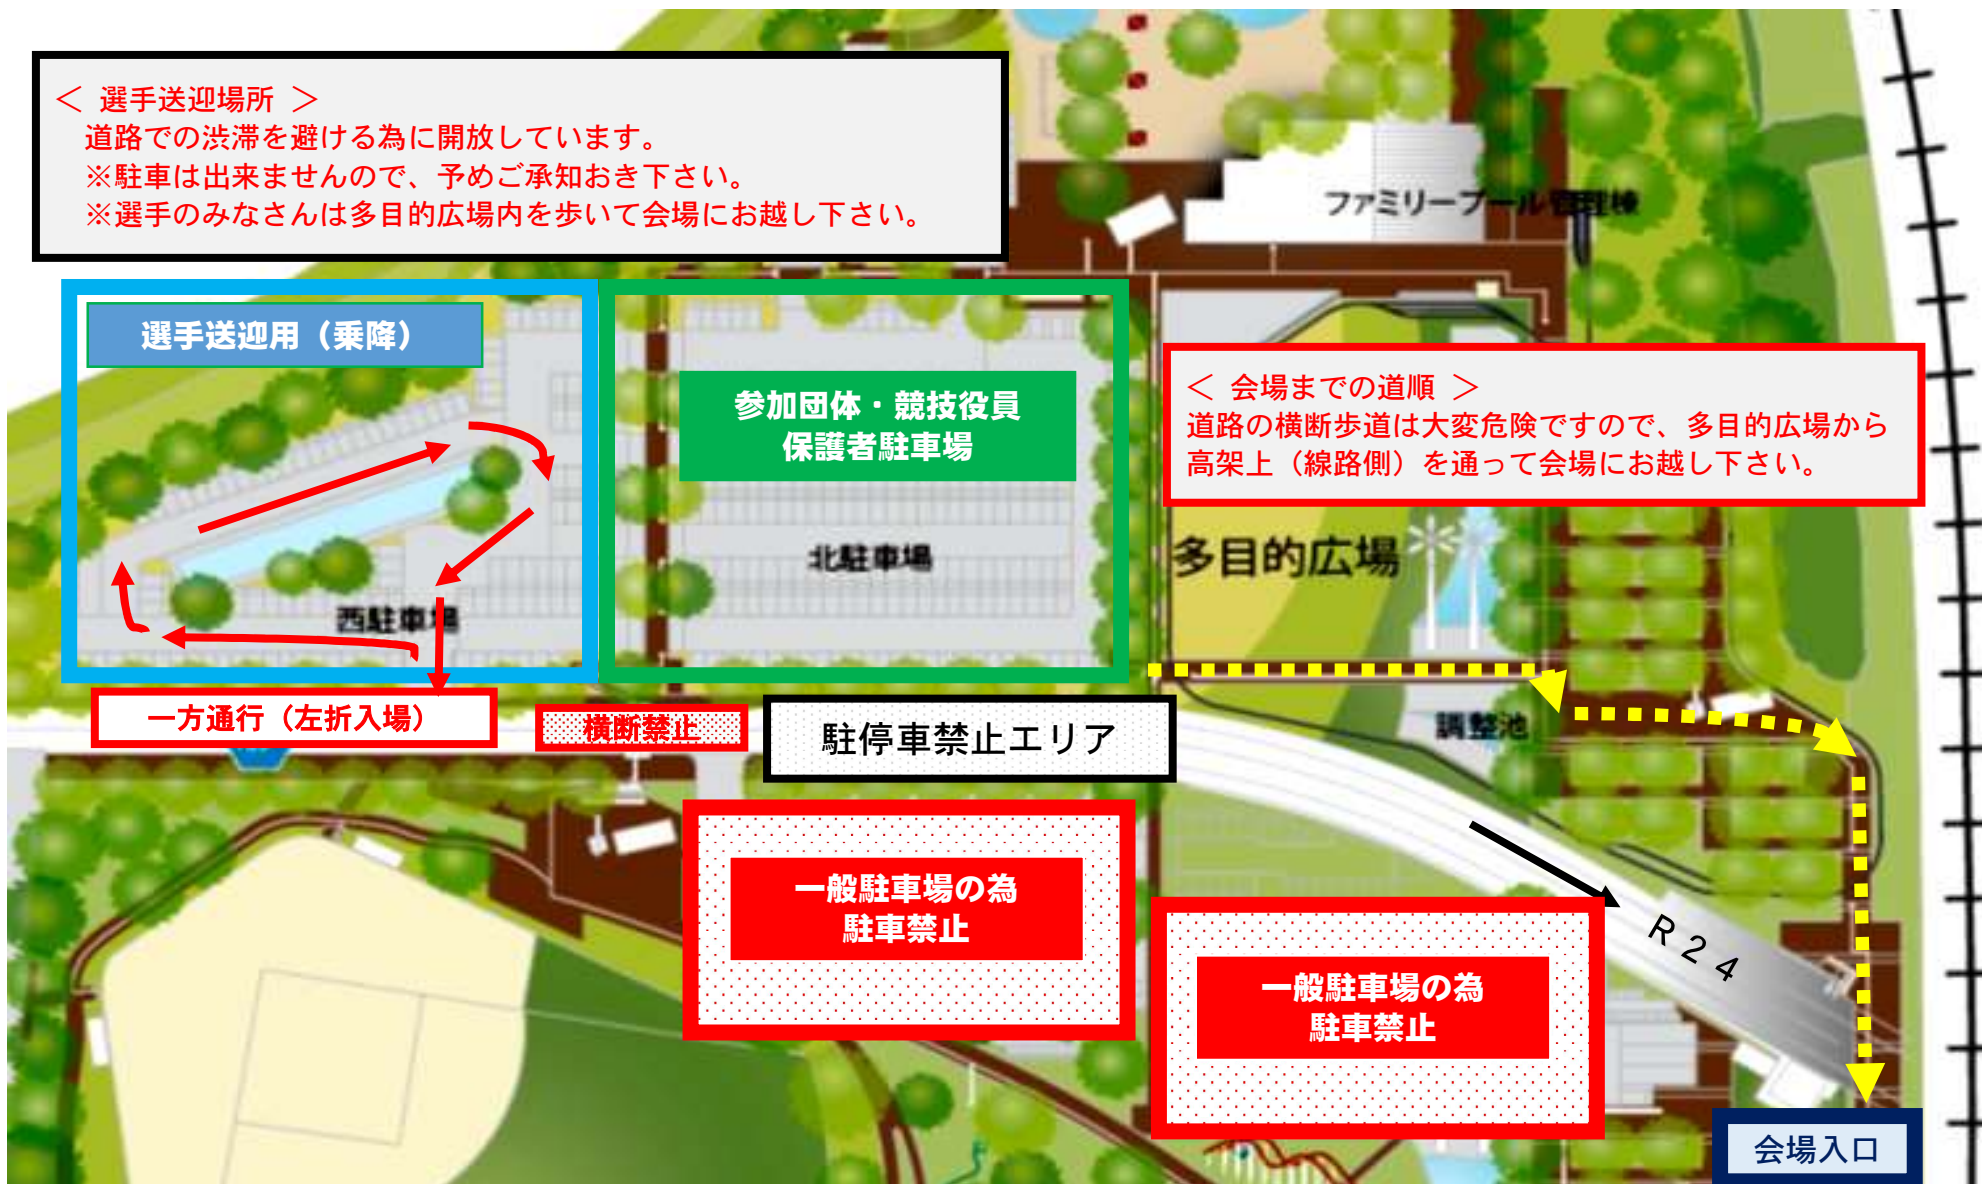 ＜ 選手送迎場所 ＞
道路での渋滞を避ける為に開放しています。
※駐車は出来ませんので、予めご承知おき下さい。
※選手のみなさんは多目的広場内を歩いて会場にお越し下さい。
ファミリープール管理棟
選手送迎用（乗降）
参加団体・競技役員
保護者駐車場
＜ 会場までの道順 ＞
道路の横断歩道は大変危険ですので、多目的広場から
高架上（線路側）を通って会場にお越し下さい。
北駐車場
多目的広場
西駐車場
一方通行（左折入場）
横断禁止
駐停車禁止エリア
調整池
一般駐車場の為
駐車禁止
R24
一般駐車場の為
駐車禁止
会場入口